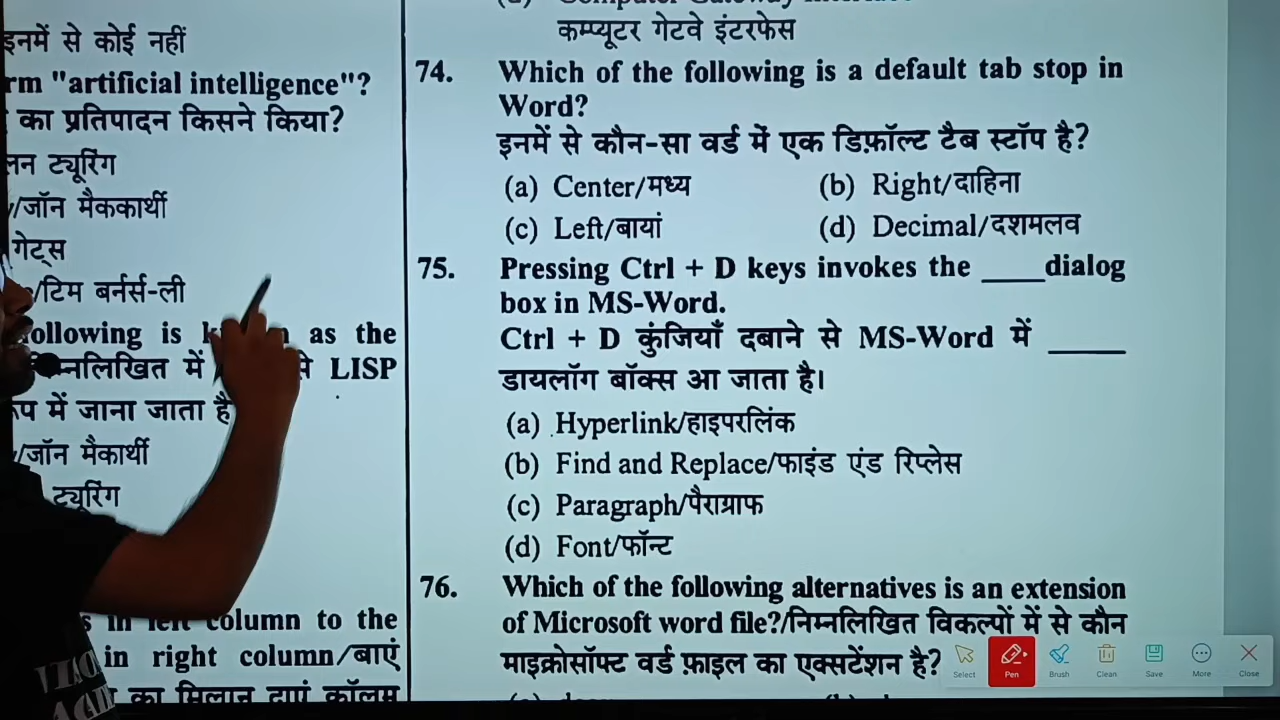 इनमें से कोई नहीं
rm "artificial intelligence"?
का प्रतिपादन किसने किया?
लन ट्यूरिंग
/जॉन मैककार्थी
गेट्स
/टिम बर्नर्स-ली
ollowing is as the
निम्नलिखित में से LISP
रूप में जाना जाता है
/जॉन मैकार्थी
ट्यूरिंग
s in left column to the
in right column/बाएं
का मिलान दाएं कॉलम
कम्प्यूटर गेटवे इंटरफेस
74. Which of the following is a default tab stop in
Word?
इनमें से कौन-सा वर्ड में एक डिफ़ॉल्ट टैब स्टॉप है?
(a) Center/मध्य (b) Right/दाहिना
(c) Left/बायां (d) Decimal/दशमलव
75. Pressing Ctrl + D keys invokes the ____dialog
box in MS-Word.
Ctrl + D कुंजियाँ दबाने से MS-Word में _____
डायलॉग बॉक्स आ जाता है।
(a) Hyperlink/हाइपरलिंक
(b) Find and Replace/फाइंड एंड रिप्लेस
(c) Paragraph/पैराग्राफ
(d) Font/फॉन्ट
76. Which of the following alternatives is an extension
of Microsoft word file?/निम्नलिखित विकल्पों में से कौन
माइक्रोसॉफ्ट वर्ड फ़ाइल का एक्सटेंशन है?
Select Pen Brush Clean Save More Close